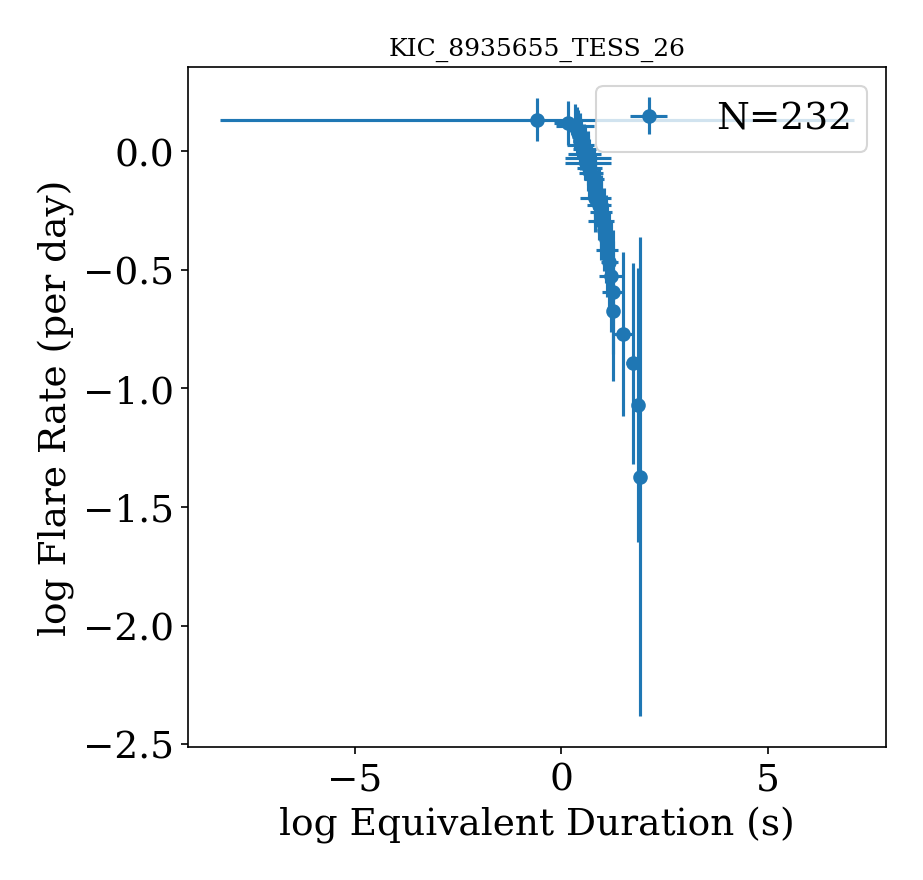 KIC_8935655_TESS_26
N=232
log Flare Rate (per day)
0.0
−0.5
−1.0
−1.5
−2.0
−2.5
−5
0
5
log Equivalent Duration (s)